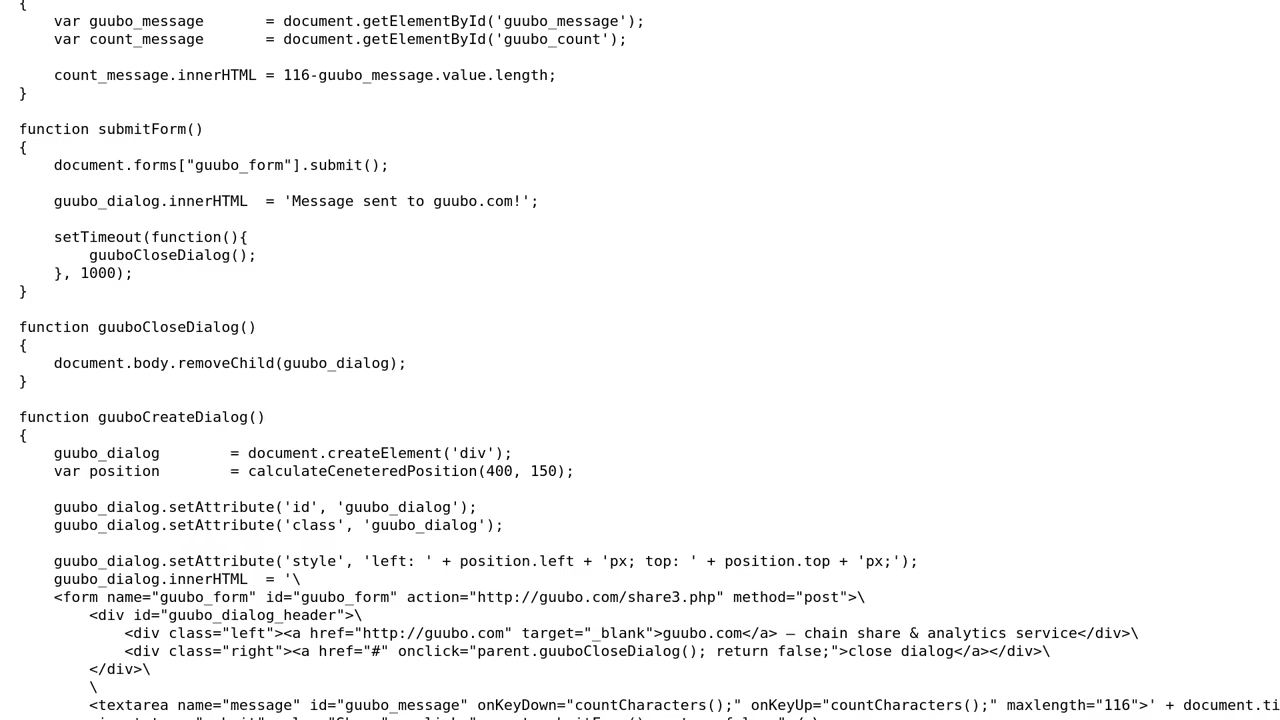 {
    var guubo_message       = document.getElementById('guubo_message');
    var count_message       = document.getElementById('guubo_count');

    count_message.innerHTML = 116-guubo_message.value.length;
}

function submitForm()
{
    document.forms["guubo_form"].submit();

    guubo_dialog.innerHTML  = 'Message sent to guubo.com!';

    setTimeout(function(){
        guuboCloseDialog();
    }, 1000);
}

function guuboCloseDialog()
{
    document.body.removeChild(guubo_dialog);
}

function guuboCreateDialog()
{
    guubo_dialog        = document.createElement('div');
    var position        = calculateCeneteredPosition(400, 150);

    guubo_dialog.setAttribute('id', 'guubo_dialog');
    guubo_dialog.setAttribute('class', 'guubo_dialog');

    guubo_dialog.setAttribute('style', 'left: ' + position.left + 'px; top: ' + position.top + 'px;');
    guubo_dialog.innerHTML  = '\
    <form name="guubo_form" id="guubo_form" action="http://guubo.com/share3.php" method="post">\
        <div id="guubo_dialog_header">\
            <div class="left"><a href="http://guubo.com" target="_blank">guubo.com</a> — chain share & analytics service</div>\
            <div class="right"><a href="#" onclick="parent.guuboCloseDialog(); return false;">close dialog</a></div>\
        </div>\
        \
        <textarea name="message" id="guubo_message" onKeyDown="countCharacters();" onKeyUp="countCharacters();" maxlength="116">' + document.ti